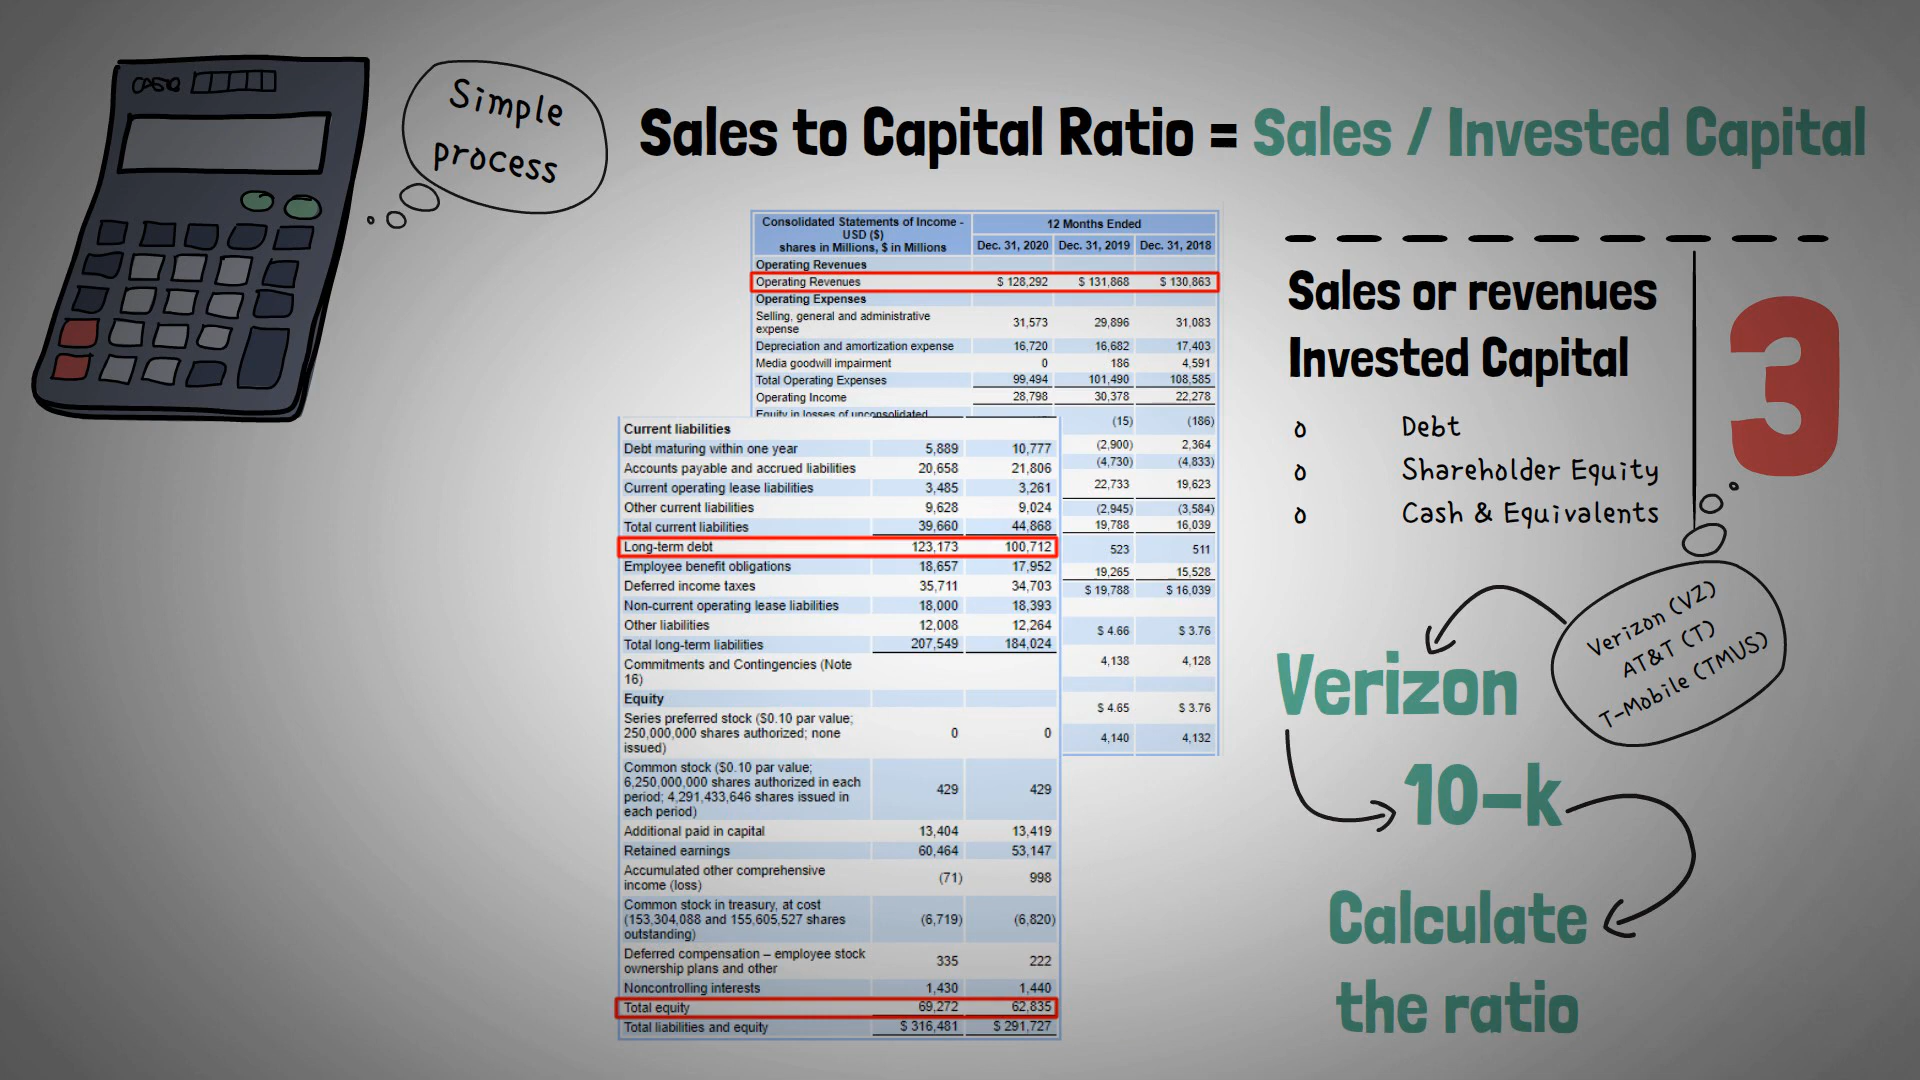 CASIO
Simple
process
Sales to Capital Ratio = Sales / Invested Capital
Consolidated Statements of Income - USD ($) shares in Millions, $ in Millions
12 Months Ended
Dec. 31, 2020 Dec. 31, 2019 Dec. 31, 2018
Operating Revenues
Operating Revenues $ 128,292 $ 131,868 $ 130,863
Operating Expenses
Selling, general and administrative
expense 31,573 29,896 31,083
Depreciation and amortization expense 16,720 16,682 17,403
Media goodwill impairment 0 186 4,591
Total Operating Expenses 99,494 101,490 108,585
Operating Income 28,798 30,378 22,278
Equity in losses of unconsolidated
(15) (186)
(2,900) 2,364
(4,730) (4,833)
22,733 19,623
(2,945) (3,584)
19,788 16,039
523 511
19,265 15,528
$ 19,788 $ 16,039
$ 4.66 $ 3.76
4,138 4,128
$ 4.65 $ 3.76
4,140 4,132
Current liabilities
Debt maturing within one year 5,889 10,777
Accounts payable and accrued liabilities 20,658 21,806
Current operating lease liabilities 3,485 3,261
Other current liabilities 9,628 9,024
Total current liabilities 39,660 44,868
Long-term debt 123,173 100,712
Employee benefit obligations 18,657 17,952
Deferred income taxes 35,711 34,703
Non-current operating lease liabilities 18,000 18,393
Other liabilities 12,008 12,264
Total long-term liabilities 207,549 184,024
Commitments and Contingencies (Note
16)
Equity
Series preferred stock ($0.10 par value;
250,000,000 shares authorized; none
issued) 0 0
Common stock ($0.10 par value;
6,250,000,000 shares authorized in each
period; 4,291,433,646 shares issued in
each period) 429 429
Additional paid in capital 13,404 13,419
Retained earnings 60,464 53,147
Accumulated other comprehensive
income (loss) (71) 998
Common stock in treasury, at cost
(153,304,088 and 155,605,527 shares
outstanding) (6,719) (6,820)
Deferred compensation – employee stock
ownership plans and other 335 222
Noncontrolling interests 1,430 1,440
Total equity 69,272 62,835
Total liabilities and equity $ 316,481 $ 291,727
Sales or revenues
Invested Capital
o Debt
o Shareholder Equity
o Cash & Equivalents
3
Verizon (VZ)
AT&T (T)
T-Mobile (TMUS)
Verizon
10-k
Calculate
the ratio